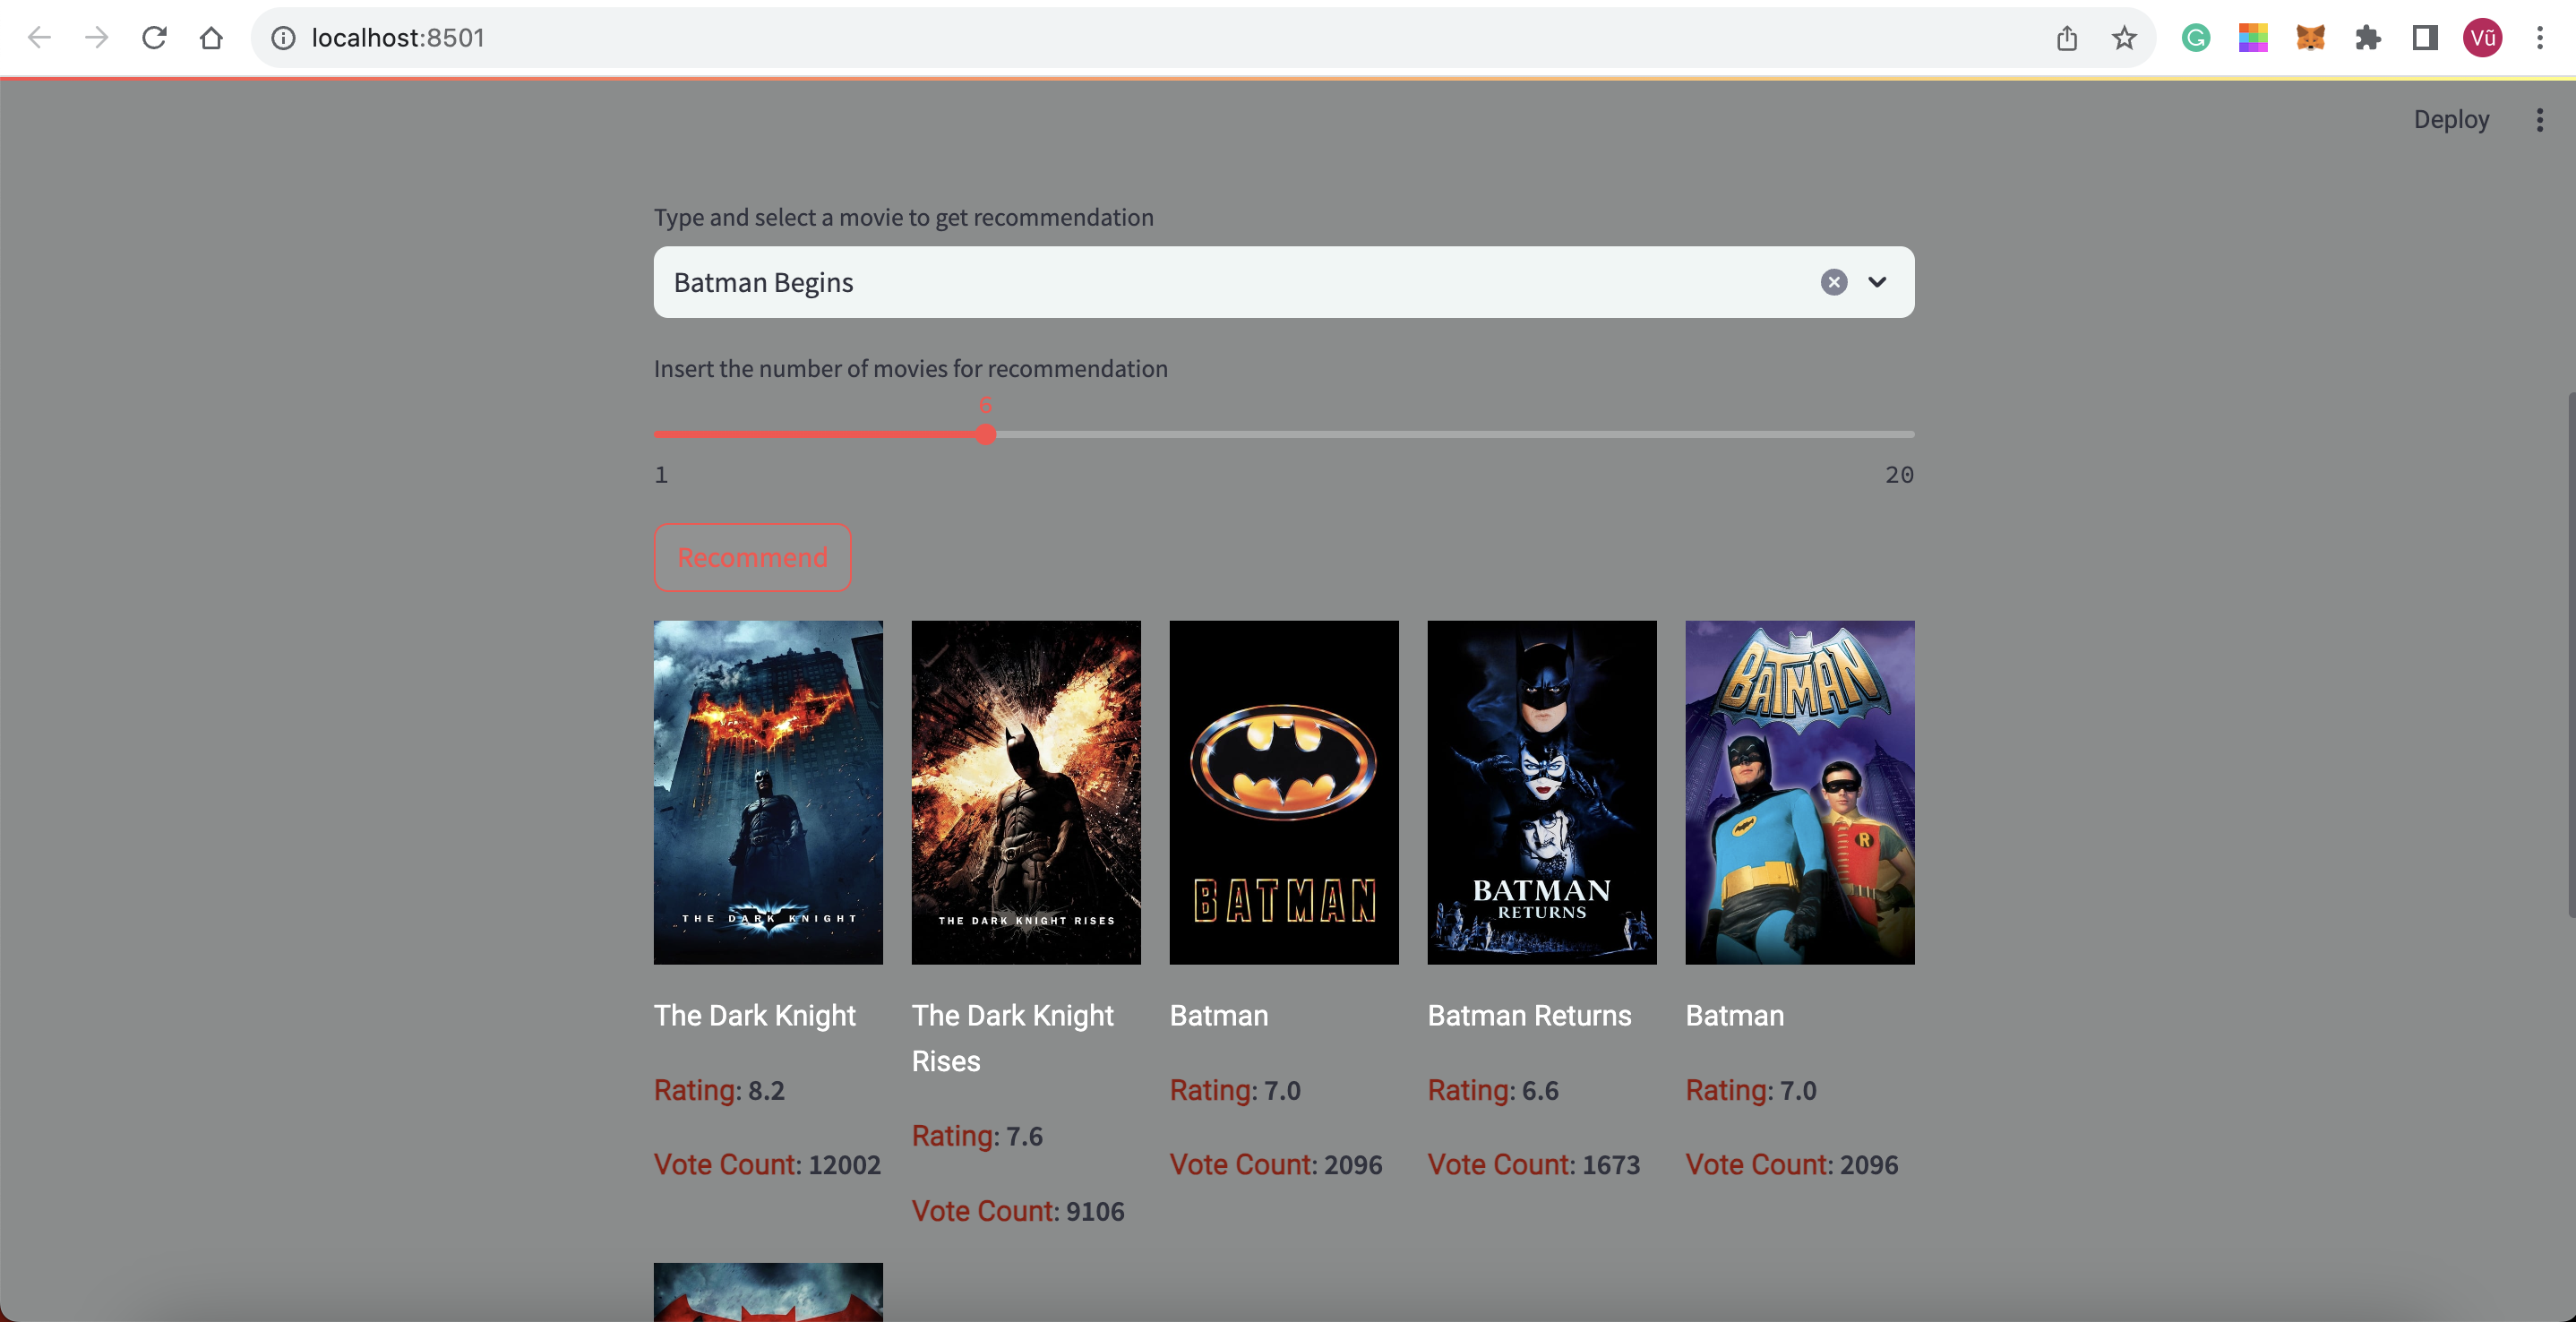 localhost:8501
Vũ
Deploy
Type and select a movie to get recommendation
Batman Begins
Insert the number of movies for recommendation
6
1
20
Recommend
THE DARK KNIGHT
THE DARK KNIGHT RISES
BATMAN
BATMAN
RETURNS
BATMAN
R
The Dark Knight
Rating: 8.2
Vote Count: 12002
The Dark Knight
Rises
Rating: 7.6
Vote Count: 9106
Batman
Rating: 7.0
Vote Count: 2096
Batman Returns
Rating: 6.6
Vote Count: 1673
Batman
Rating: 7.0
Vote Count: 2096